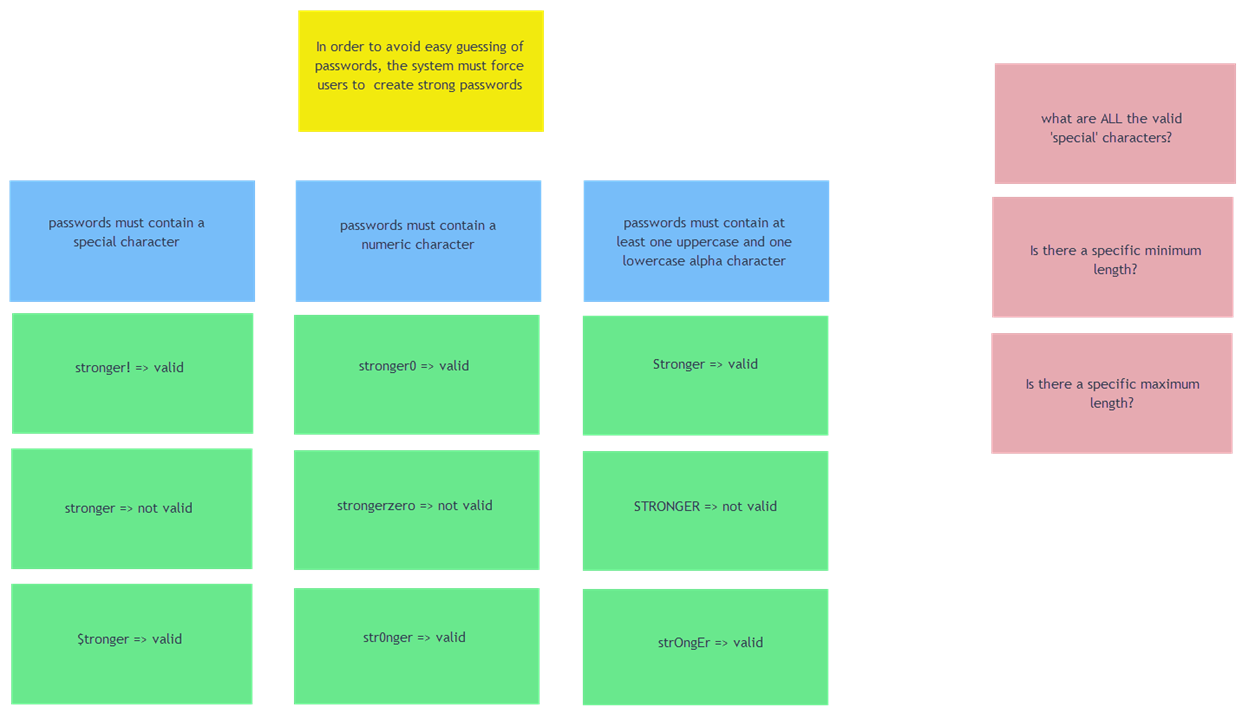 In order to avoid easy guessing of
passwords, the system must force
users to  create strong passwords
passwords must contain a
special character
stronger! => valid
stronger => not valid
$tronger => valid
passwords must contain a
numeric character
stronger0 => valid
strongerzero => not valid
str0nger => valid
passwords must contain at
least one uppercase and one
lowercase alpha character
Stronger => valid
STRONGER => not valid
strOngEr => valid
what are ALL the valid
'special' characters?
Is there a specific minimum
length?
Is there a specific maximum
length?